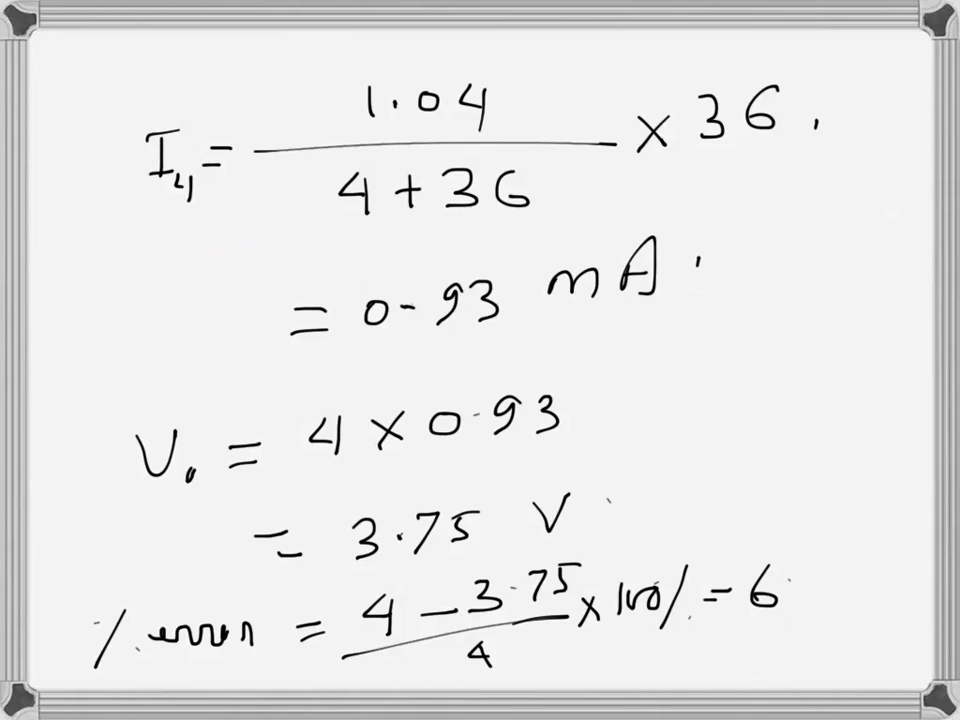 I₄ = 1.04 / (4 + 36) × 36.
= 0.93 mA.
V₀ = 4 × 0.93
= 3.75 V
% error = (4 - 3.75) / 4 × 100% = 6